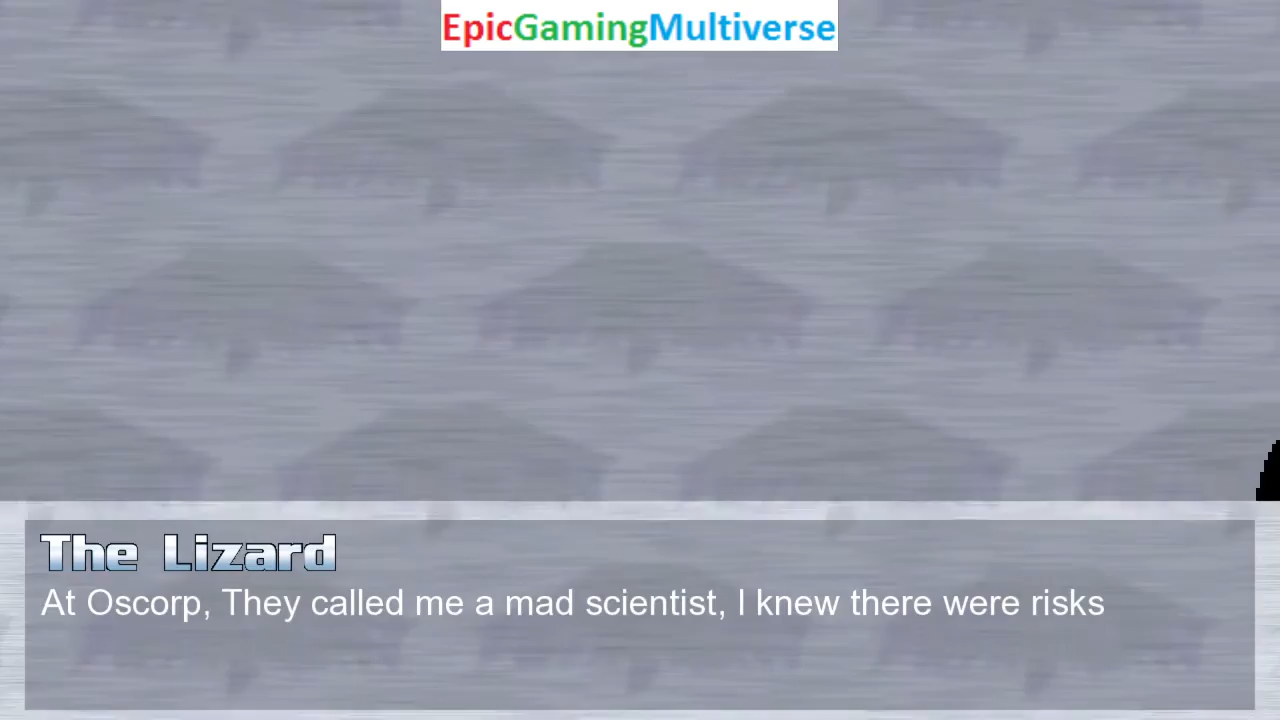 EpicGamingMultiverse
The Lizard
At Oscorp, They called me a mad scientist, I knew there were risks